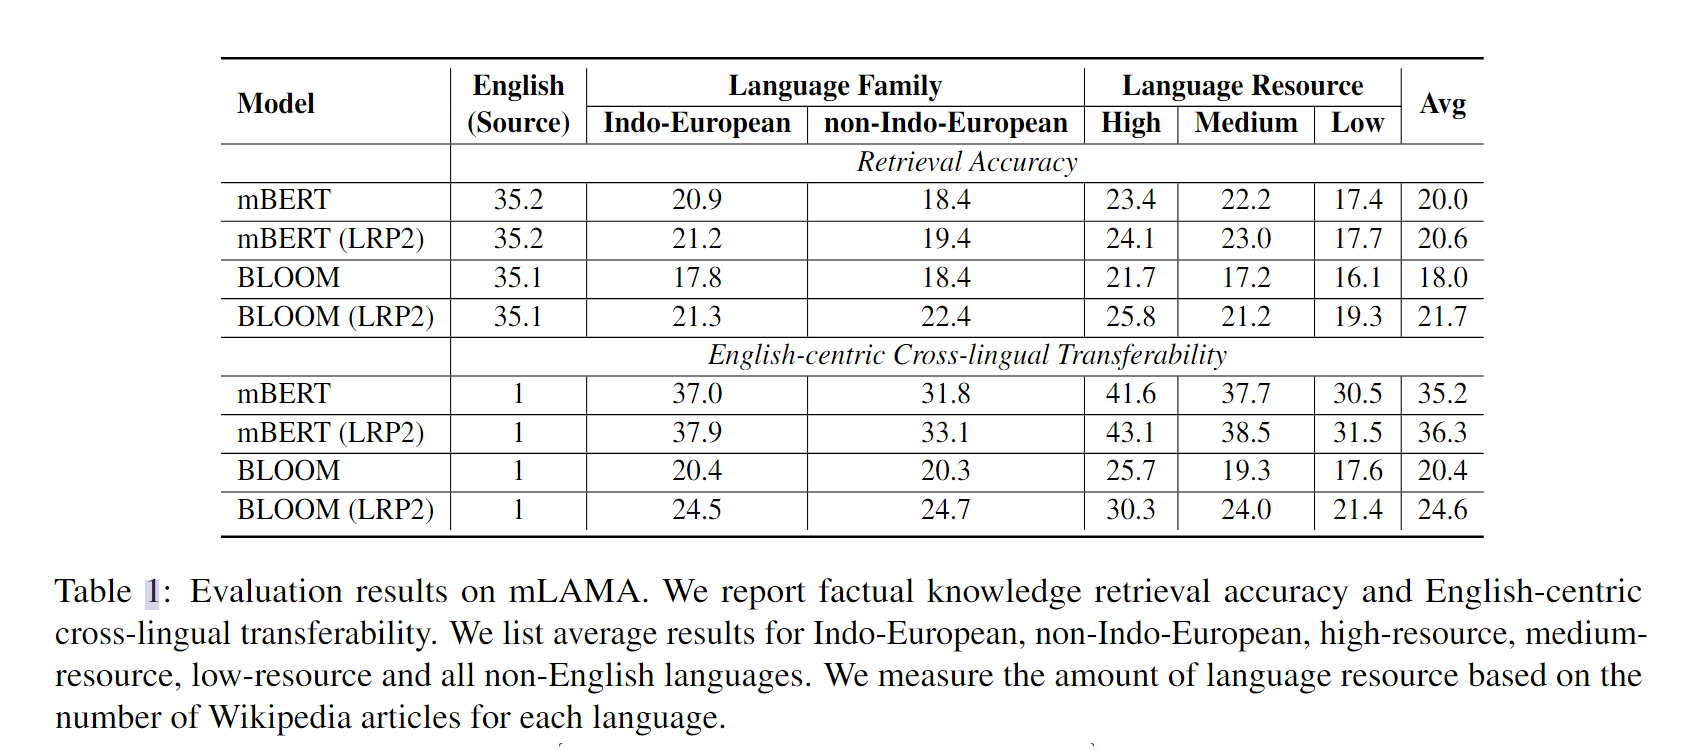 Model English Language Family Language Resource Avg
(Source) Indo-European non-Indo-European High Medium Low
Retrieval Accuracy
mBERT 35.2 20.9 18.4 23.4 22.2 17.4 20.0
mBERT (LRP2) 35.2 21.2 19.4 24.1 23.0 17.7 20.6
BLOOM 35.1 17.8 18.4 21.7 17.2 16.1 18.0
BLOOM (LRP2) 35.1 21.3 22.4 25.8 21.2 19.3 21.7
English-centric Cross-lingual Transferability
mBERT 1 37.0 31.8 41.6 37.7 30.5 35.2
mBERT (LRP2) 1 37.9 33.1 43.1 38.5 31.5 36.3
BLOOM 1 20.4 20.3 25.7 19.3 17.6 20.4
BLOOM (LRP2) 1 24.5 24.7 30.3 24.0 21.4 24.6
Table 1: Evaluation results on mLAMA. We report factual knowledge retrieval accuracy and English-centric
cross-lingual transferability. We list average results for Indo-European, non-Indo-European, high-resource, medium-
resource, low-resource and all non-English languages. We measure the amount of language resource based on the
number of Wikipedia articles for each language.